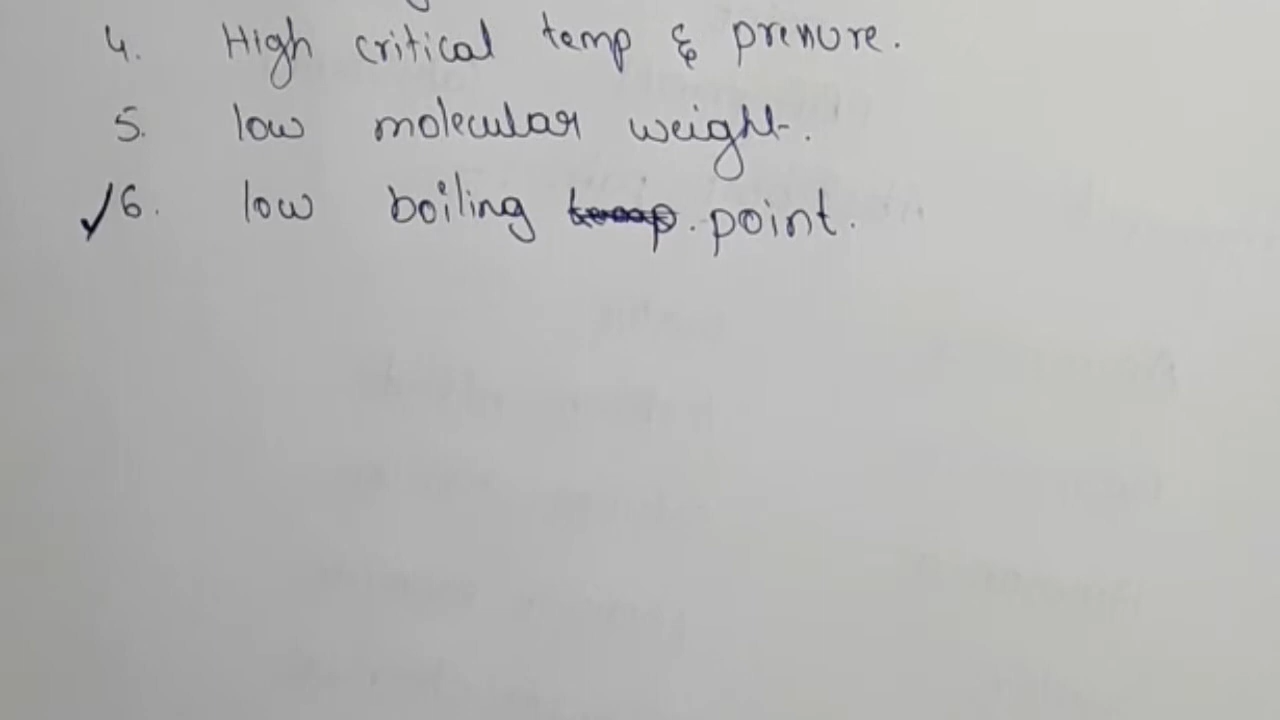 4. High critical temp & pressure.
5. low molecular weight.
6. low boiling point.